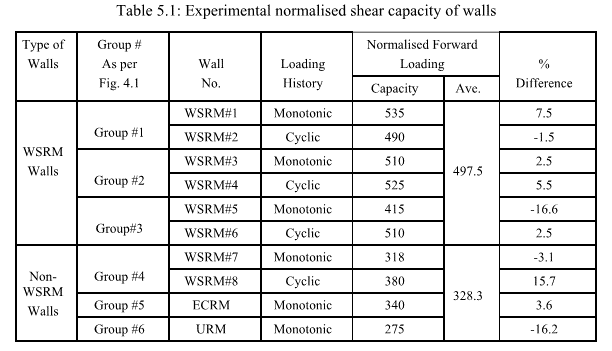 Table 5.1: Experimental normalised shear capacity of walls
Type of Walls | Group # As per Fig. 4.1 | Wall No. | Loading History | Normalised Forward Loading | % Difference
Capacity | Ave.
WSRM Walls | Group #1 | WSRM#1 | Monotonic | 535 | 497.5 | 7.5
WSRM#2 | Cyclic | 490 | -1.5
Group #2 | WSRM#3 | Monotonic | 510 | 2.5
WSRM#4 | Cyclic | 525 | 5.5
Group#3 | WSRM#5 | Monotonic | 415 | -16.6
WSRM#6 | Cyclic | 510 | 2.5
Non-WSRM Walls | Group #4 | WSRM#7 | Monotonic | 318 | 328.3 | -3.1
WSRM#8 | Cyclic | 380 | 15.7
Group #5 | ECRM | Monotonic | 340 | 3.6
Group #6 | URM | Monotonic | 275 | -16.2